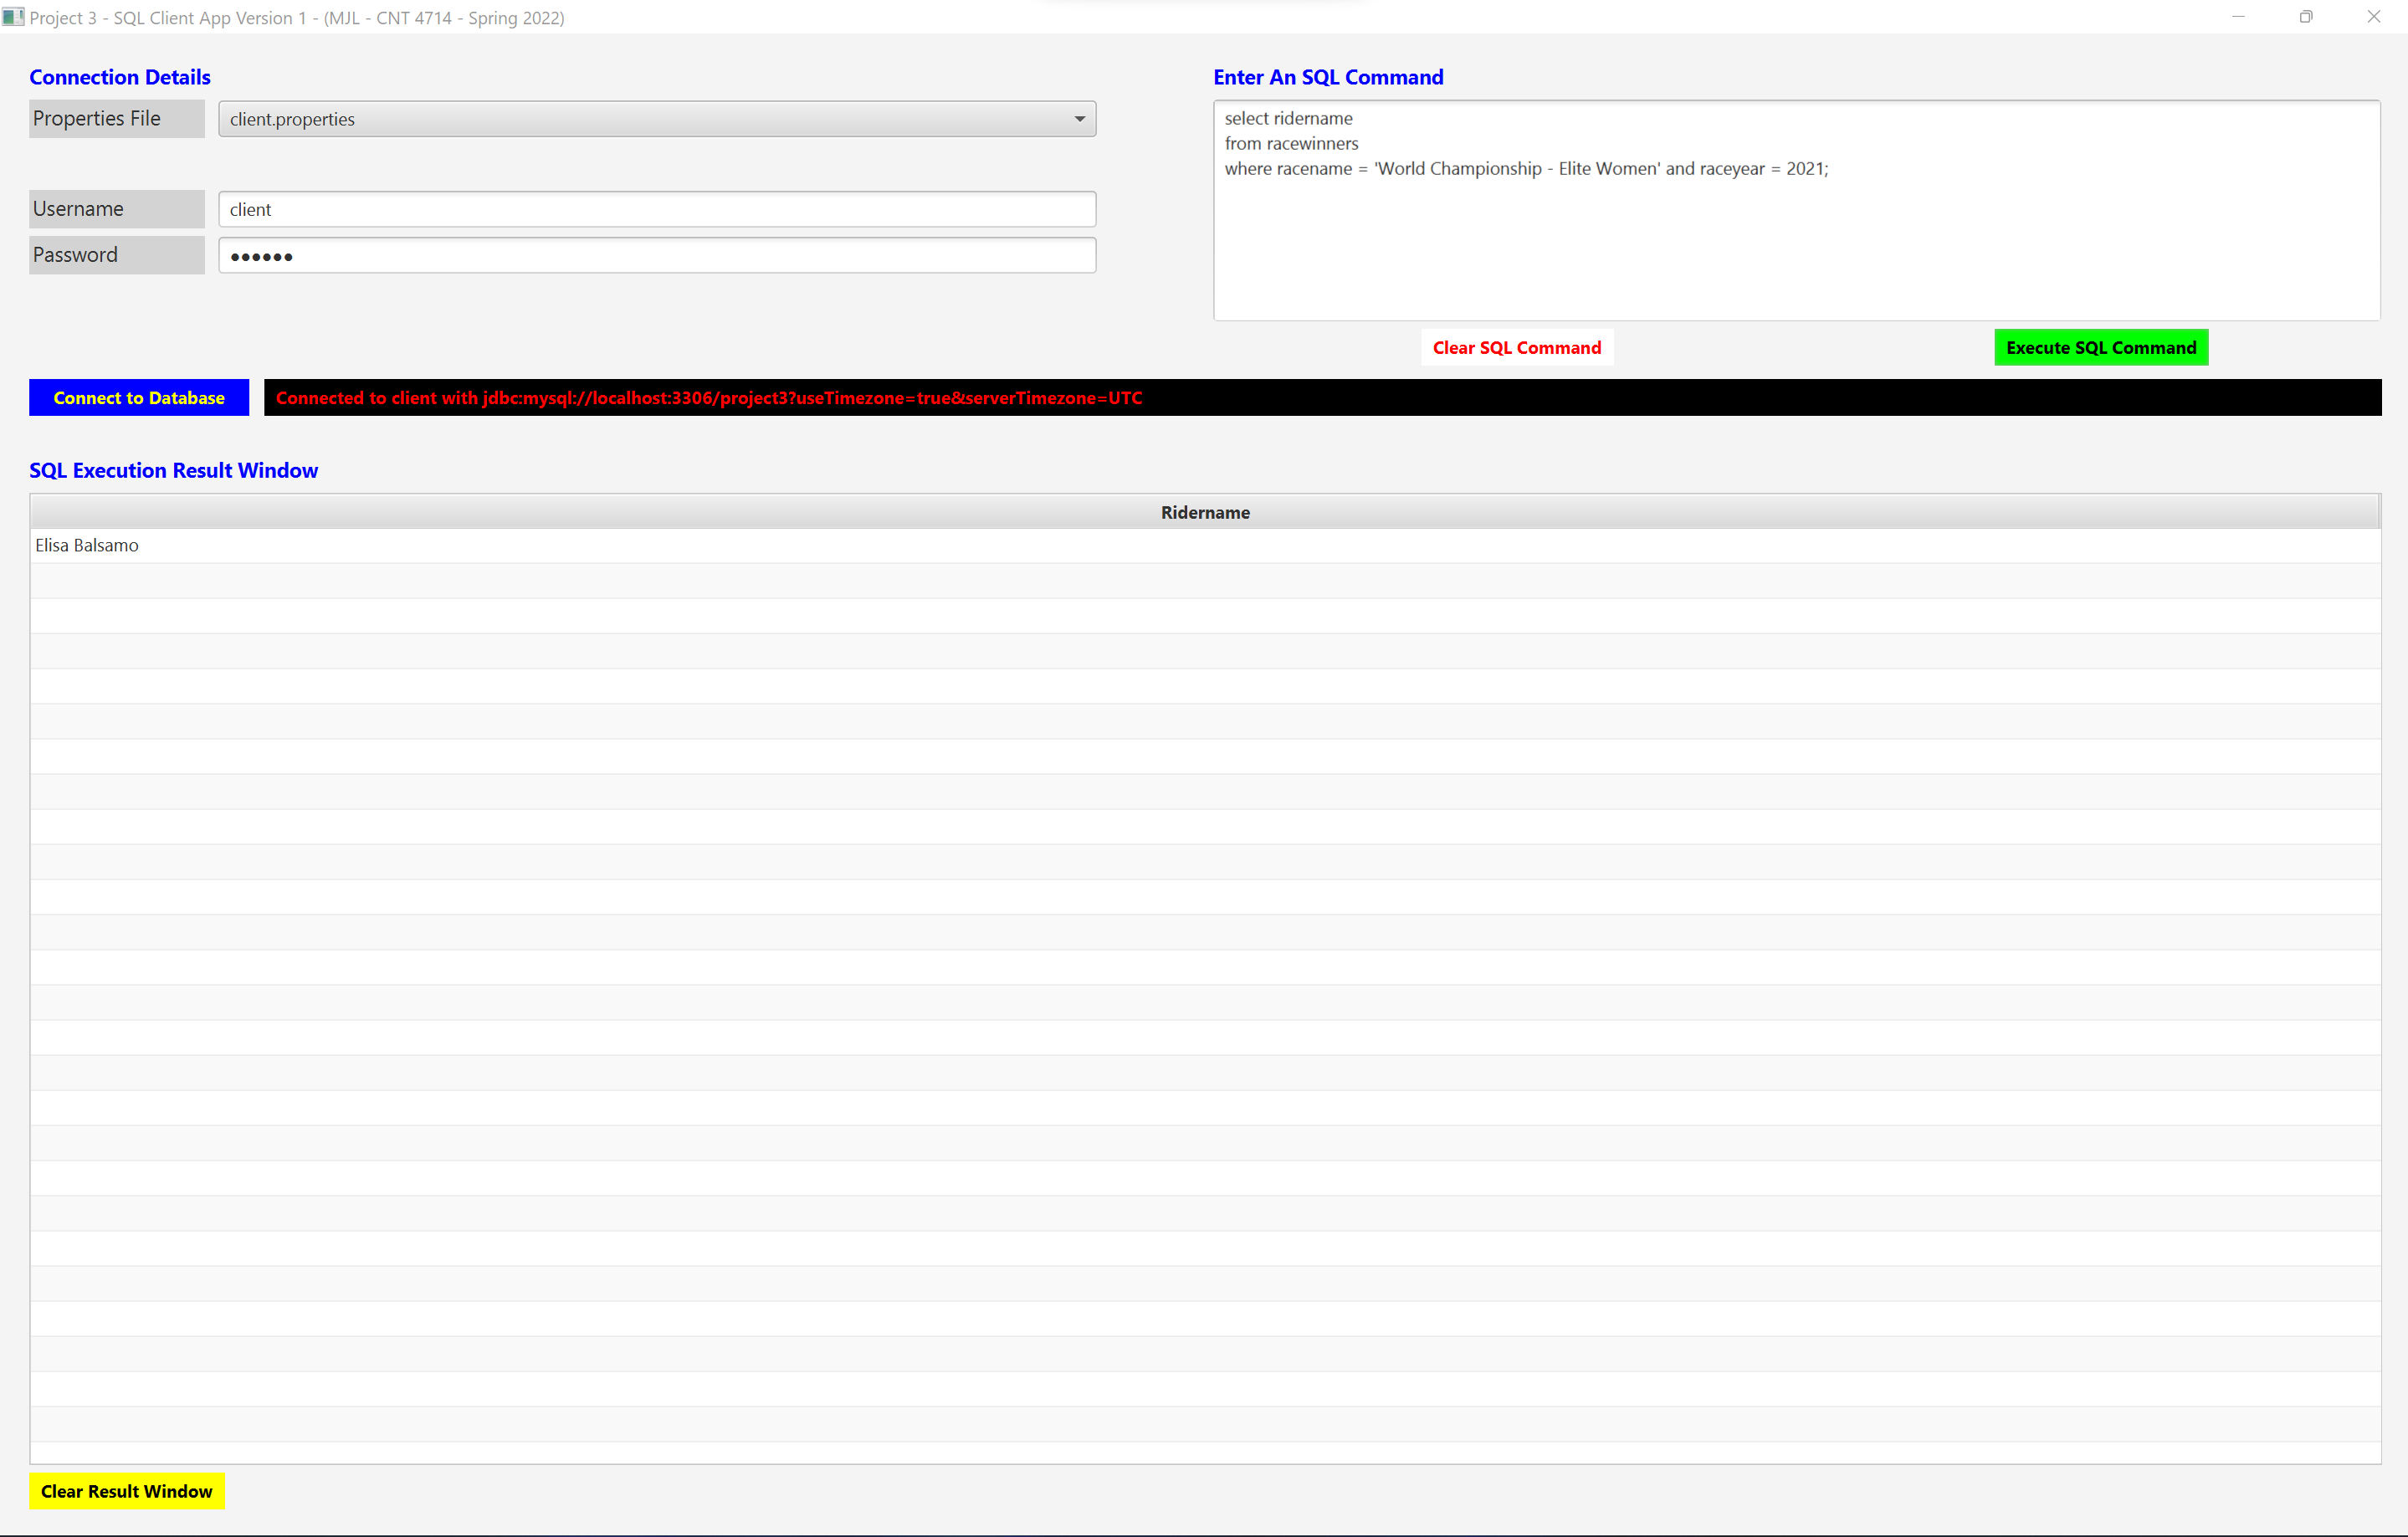 Project 3 - SQL Client App Version 1 - (MJL - CNT 4714 - Spring 2022)
Connection Details
Properties File
client.properties
Username
client
Password
••••••
Enter An SQL Command
select ridername
from racewinners
where racename = 'World Championship - Elite Women' and raceyear = 2021;
Clear SQL Command
Execute SQL Command
Connect to Database
Connected to client with jdbc:mysql://localhost:3306/project3?useTimezone=true&serverTimezone=UTC
SQL Execution Result Window
Ridername
Elisa Balsamo
Clear Result Window